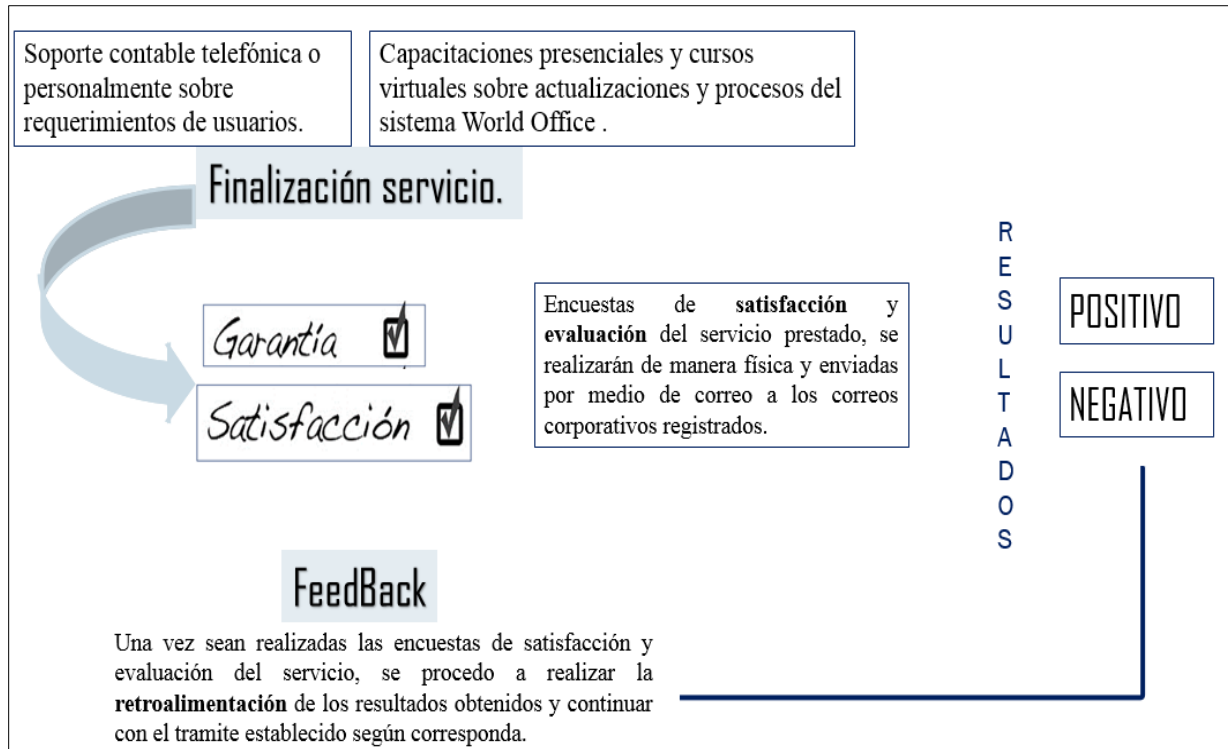 Soporte contable telefónica o
personalmente sobre
requerimientos de usuarios.
Capacitaciones presenciales y cursos
virtuales sobre actualizaciones y procesos del
sistema World Office .
Finalización servicio.
Garantía
Satisfacción
Encuestas de satisfacción y
evaluación del servicio prestado, se
realizarán de manera física y enviadas
por medio de correo a los correos
corporativos registrados.
RESULTADOS
POSITIVO
NEGATIVO
FeedBack
Una vez sean realizadas las encuestas de satisfacción y
evaluación del servicio, se procedo a realizar la
retroalimentación de los resultados obtenidos y continuar
con el tramite establecido según corresponda.